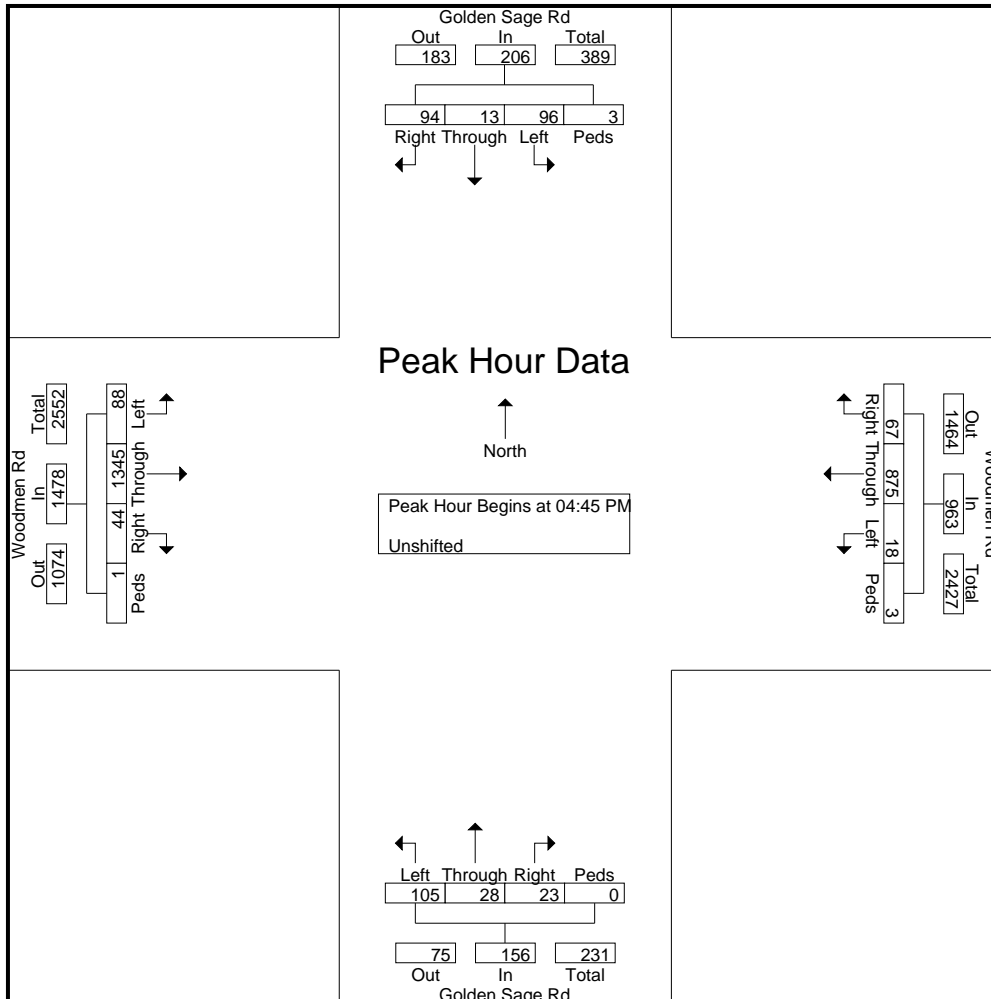 Golden Sage Rd
Out In Total
183 206 389
94 13 96 3
Right Through Left Peds
Peak Hour Data
North
Peak Hour Begins at 04:45 PM
Unshifted
Woodmen Rd
Out In Total
1074 1478 2552
1 44 1345 88
Peds Right Through Left
Woodmen Rd
Out In Total
1464 963 2427
Right Through Left Peds
67 875 18 3
Left Through Right Peds
105 28 23 0
75 156 231
Out In Total
Golden Sage Rd